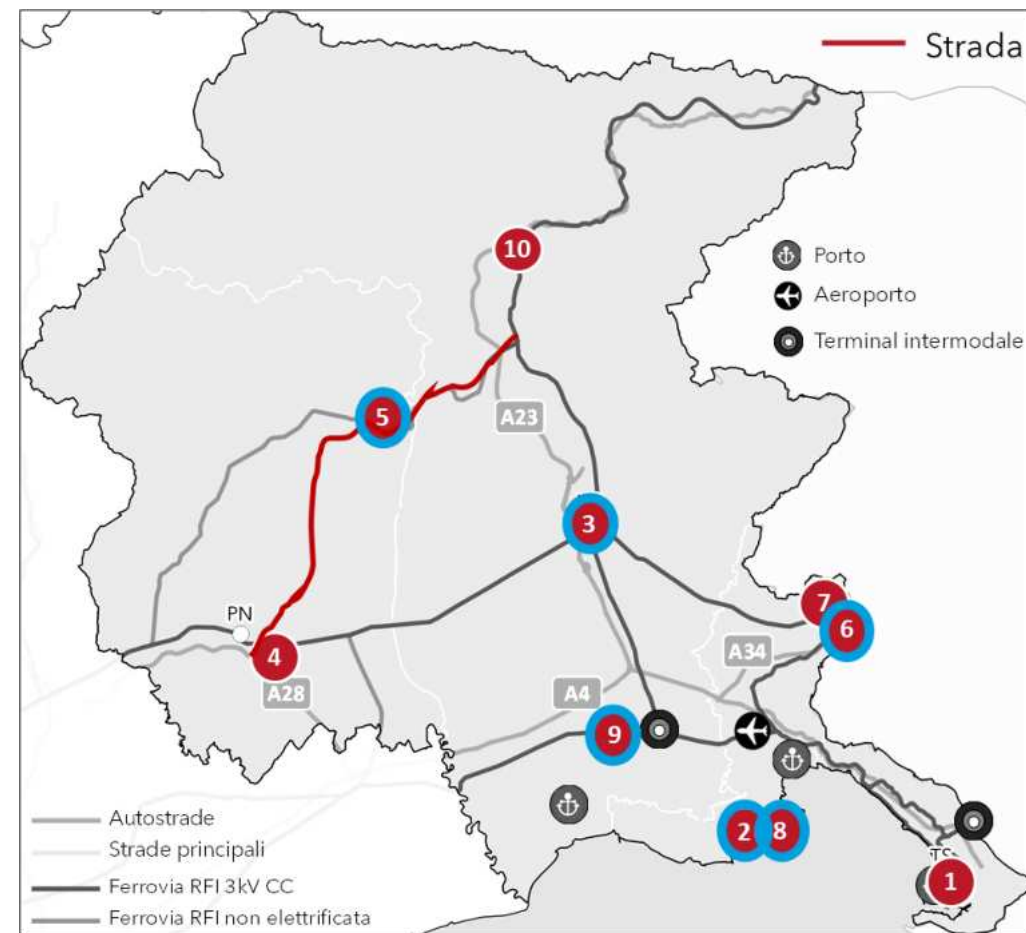 Strada
10
Porto
Aeroporto
Terminal intermodale
5
A23
3
7
6
PN
4
A28
A34
A4
9
2
8
TS
1
Autostrade
Strade principali
Ferrovia RFI 3kV CC
Ferrovia RFI non elettrificata